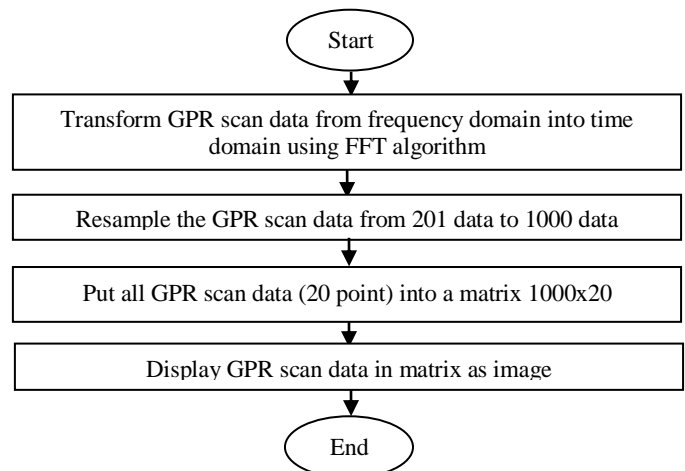 Start
Transform GPR scan data from frequency domain into time
domain using FFT algorithm
Resample the GPR scan data from 201 data to 1000 data
Put all GPR scan data (20 point) into a matrix 1000x20
Display GPR scan data in matrix as image
End